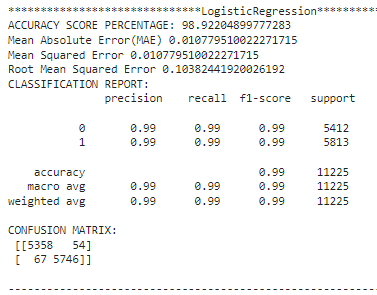 ******************************LogisticRegression**********
ACCURACY SCORE PERCENTAGE: 98.92204899777283
Mean Absolute Error(MAE) 0.010779510022271715
Mean Squared Error 0.010779510022271715
Root Mean Squared Error 0.10382441920026192
CLASSIFICATION REPORT:
precision recall f1-score support
0 0.99 0.99 0.99 5412
1 0.99 0.99 0.99 5813
accuracy 0.99 11225
macro avg 0.99 0.99 0.99 11225
weighted avg 0.99 0.99 0.99 11225
CONFUSION MATRIX:
[[5358 54]
[ 67 5746]]
----------------------------------------------------------